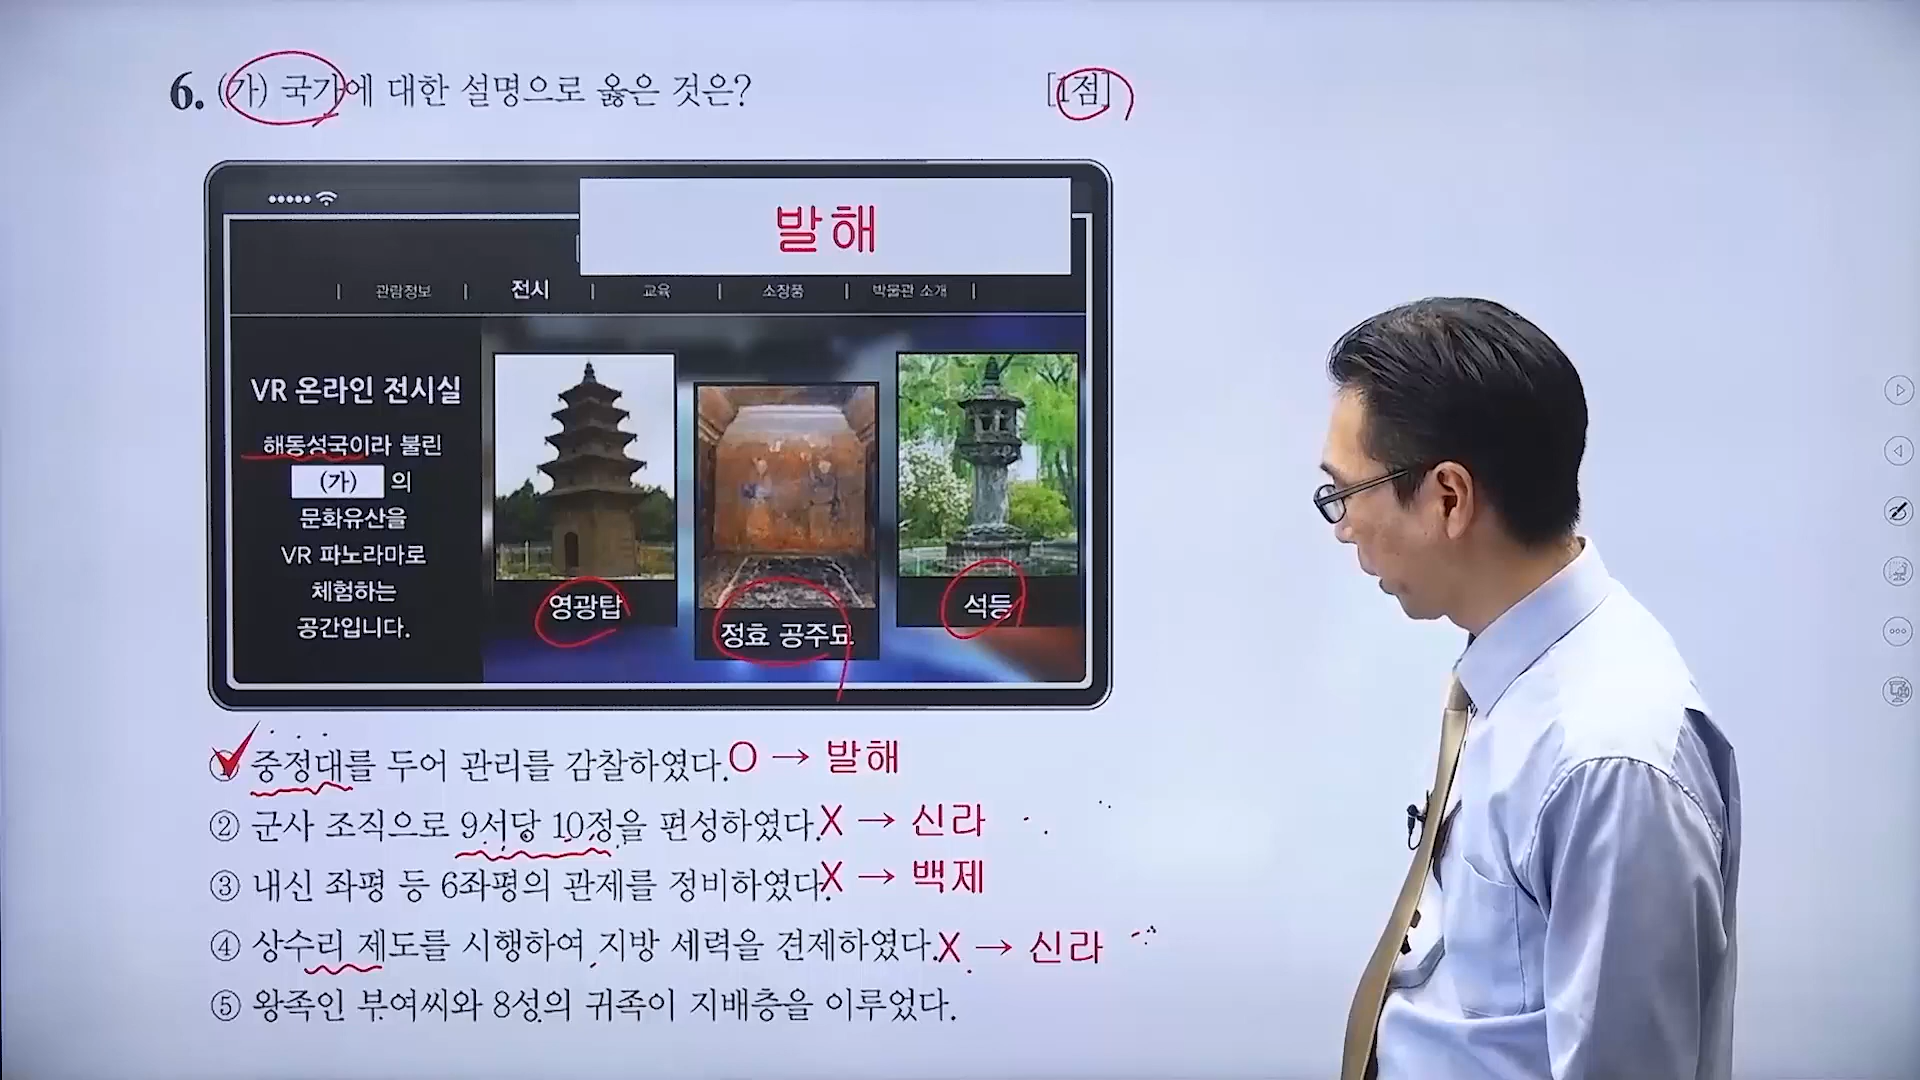 6. (가) 국가에 대한 설명으로 옳은 것은? [1점]
발해
관람정보 | 전시 | 교육 | 소장품 | 박물관 소개
VR 온라인 전시실
해동성국이라 불린
(가) 의
문화유산을
VR 파노라마로
체험하는
공간입니다.
영광탑
정효 공주묘
석등
① 중정대를 두어 관리를 감찰하였다. O → 발해
② 군사 조직으로 9서당 10정을 편성하였다. X → 신라
③ 내신 좌평 등 6좌평의 관제를 정비하였다. X → 백제
④ 상수리 제도를 시행하여 지방 세력을 견제하였다. X → 신라
⑤ 왕족인 부여씨와 8성의 귀족이 지배층을 이루었다.